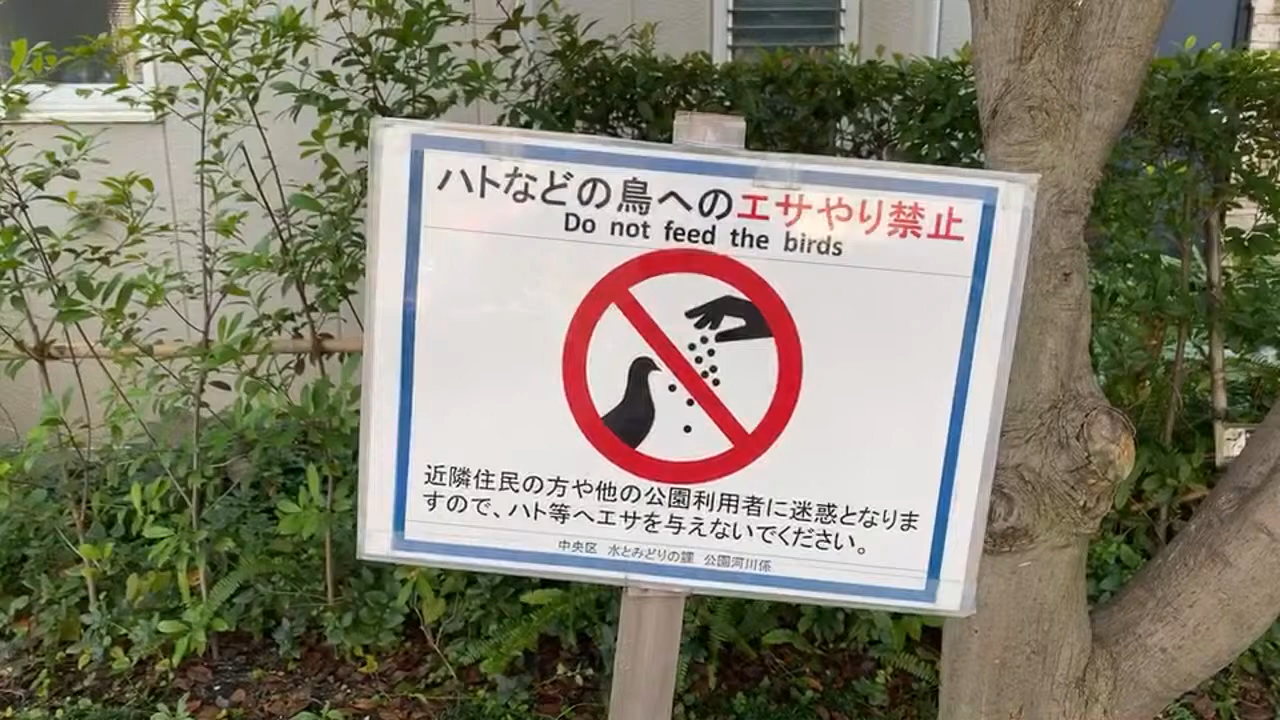 ハトなどの鳥へのエサやり禁止
Do not feed the birds
近隣住民の方や他の公園利用者に迷惑となりま
すので、ハト等へエサを与えないでください。
中央区 水とみどりの課 公園河川係